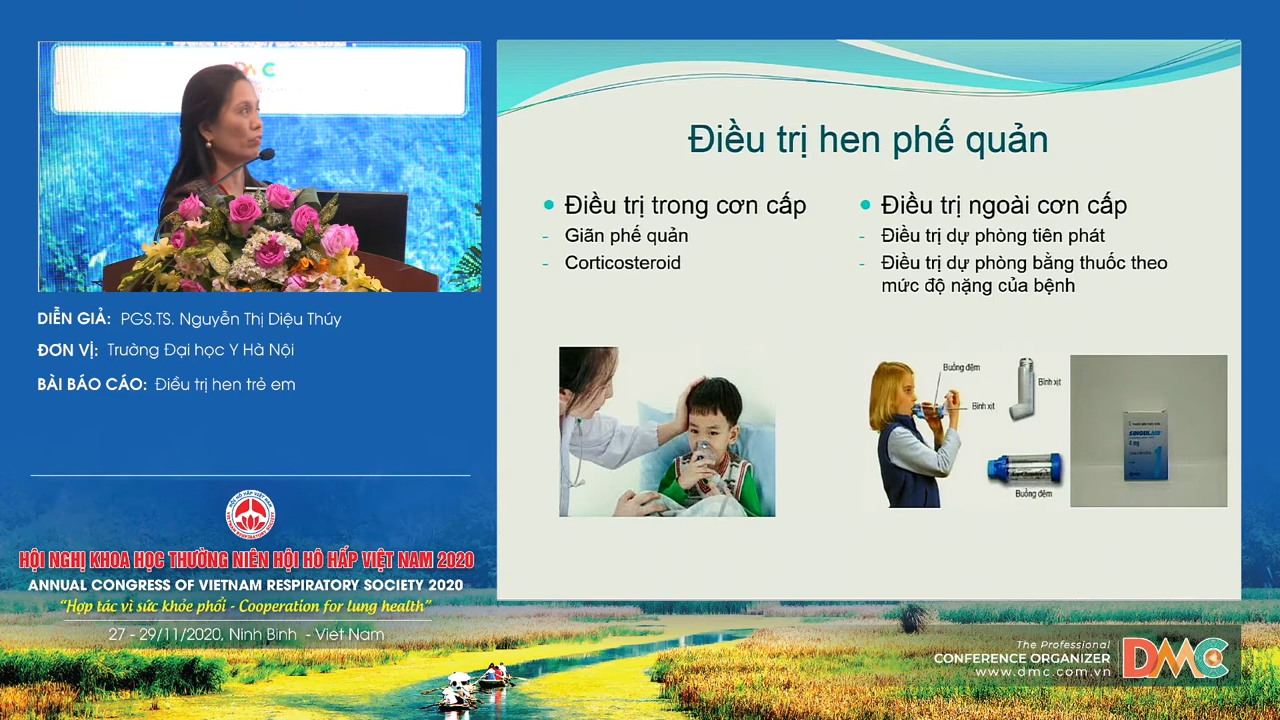 DMC
DIỄN GIẢ: PGS.TS. Nguyễn Thị Diệu Thúy
ĐƠN VỊ: Trường Đại học Y Hà Nội
BÀI BÁO CÁO: Điều trị hen trẻ em
HỘI HÔ HẤP VIỆT NAM
HỘI NGHỊ KHOA HỌC THƯỜNG NIÊN HỘI HÔ HẤP VIỆT NAM 2020
ANNUAL CONGRESS OF VIETNAM RESPIRATORY SOCIETY 2020
“Hợp tác vì sức khỏe phổi - Cooperation for lung health”
27 - 29/11/2020, Ninh Bình - Việt Nam
Điều trị hen phế quản
• Điều trị trong cơn cấp
- Giãn phế quản
- Corticosteroid
• Điều trị ngoài cơn cấp
- Điều trị dự phòng tiên phát
- Điều trị dự phòng bằng thuốc theo
mức độ nặng của bệnh
Buồng đệm
Bình xịt
Bình xịt
Buồng đệm
SINGULAIR
4 mg
The Professional
CONFERENCE ORGANIZER
www.dmc.com.vn
DMC